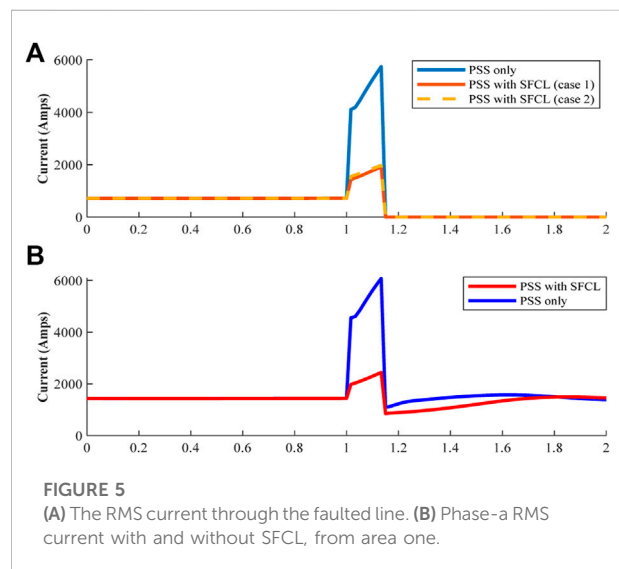 A
6000
4000
2000
0
Current (Amps)
PSS only
PSS with SFCL (case 1)
PSS with SFCL (case 2)
0 0.2 0.4 0.6 0.8 1 1.2 1.4 1.6 1.8 2
B
6000
4000
2000
0
Current (Amps)
PSS with SFCL
PSS only
0 0.2 0.4 0.6 0.8 1 1.2 1.4 1.6 1.8 2
FIGURE 5
(A) The RMS current through the faulted line. (B) Phase-a RMS
current with and without SFCL, from area one.